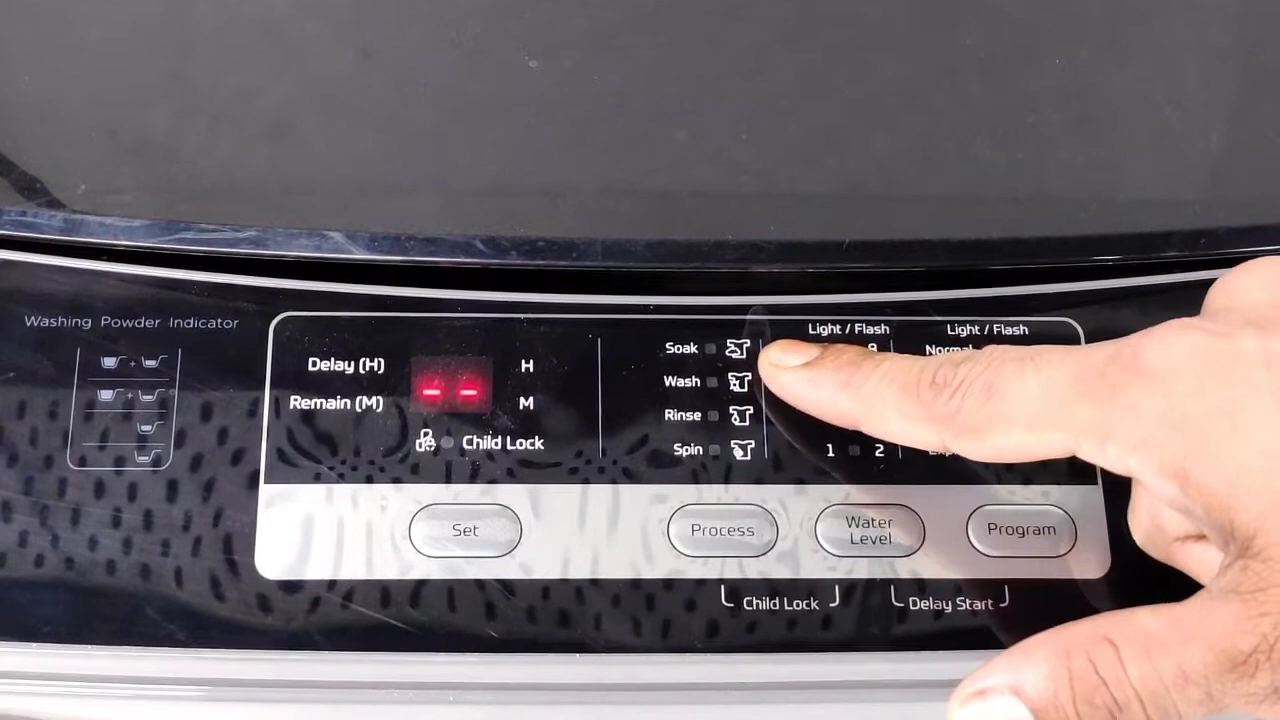 Washing Powder Indicator
Delay (H)
H
Remain (M)
M
Child Lock
Soak
Wash
Rinse
Spin
Light / Flash
Light / Flash
1 2
Set
Process
Water
Level
Program
Child Lock
Delay Start